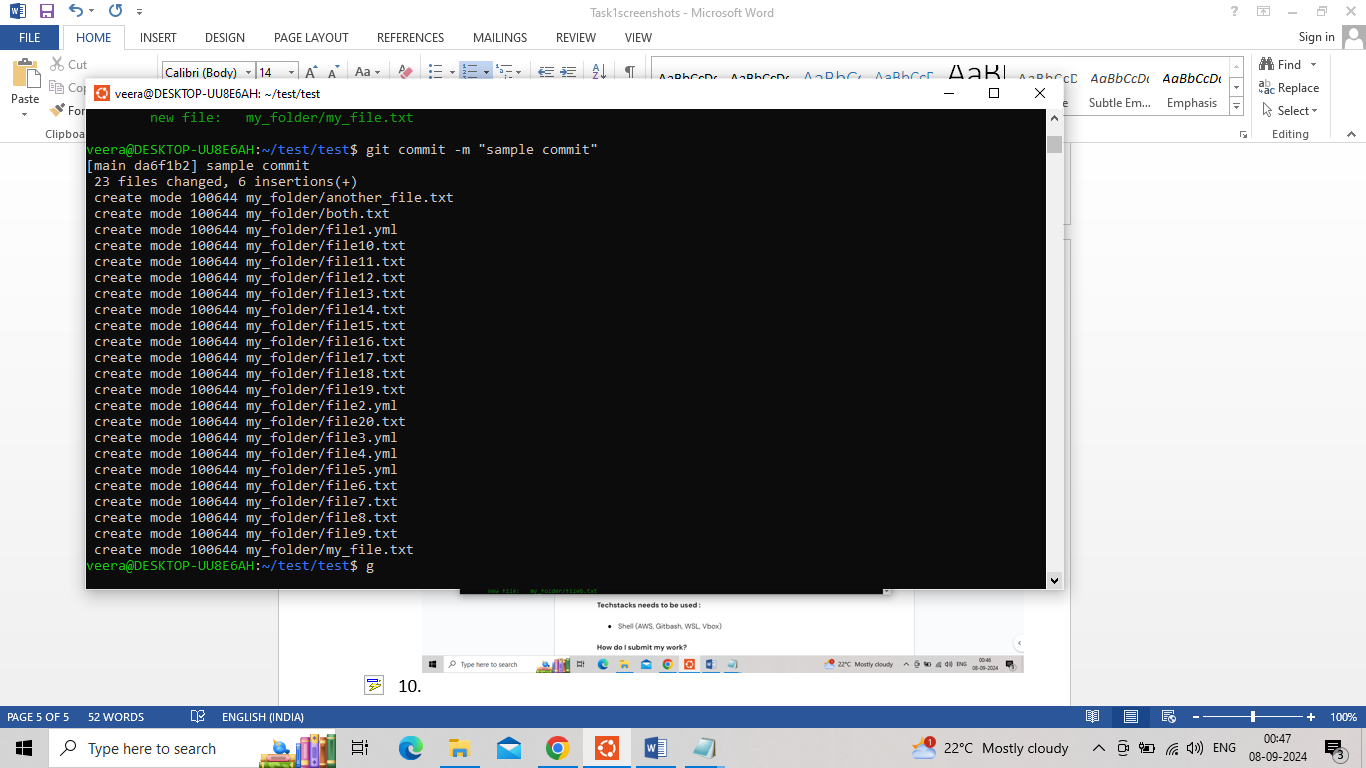 Task1screenshots - Microsoft Word
FILE HOME INSERT DESIGN PAGE LAYOUT REFERENCES MAILINGS REVIEW VIEW Sign in
Cut
Paste
Calibri (Body) 14
Find
Replace
Select
Subtle Em... Emphasis
Editing
veera@DESKTOP-UU8E6AH: ~/test/test
new file: my_folder/my_file.txt
veera@DESKTOP-UU8E6AH:~/test/test$ git commit -m "sample commit"
[main da6f1b2] sample commit
23 files changed, 6 insertions(+)
create mode 100644 my_folder/another_file.txt
create mode 100644 my_folder/both.txt
create mode 100644 my_folder/file1.yml
create mode 100644 my_folder/file10.txt
create mode 100644 my_folder/file11.txt
create mode 100644 my_folder/file12.txt
create mode 100644 my_folder/file13.txt
create mode 100644 my_folder/file14.txt
create mode 100644 my_folder/file15.txt
create mode 100644 my_folder/file16.txt
create mode 100644 my_folder/file17.txt
create mode 100644 my_folder/file18.txt
create mode 100644 my_folder/file19.txt
create mode 100644 my_folder/file2.yml
create mode 100644 my_folder/file20.txt
create mode 100644 my_folder/file3.yml
create mode 100644 my_folder/file4.yml
create mode 100644 my_folder/file5.yml
create mode 100644 my_folder/file6.txt
create mode 100644 my_folder/file7.txt
create mode 100644 my_folder/file8.txt
create mode 100644 my_folder/file9.txt
create mode 100644 my_folder/my_file.txt
veera@DESKTOP-UU8E6AH:~/test/test$ g
Techstacks needs to be used :
Shell (AWS, Gitbash, WSL, Vbox)
How do I submit my work?
Type here to search 22°C Mostly cloudy ENG 00:46
08-09-2024
10.
PAGE 5 OF 5 52 WORDS ENGLISH (INDIA) 100%
Type here to search 22°C Mostly cloudy ENG 00:47
08-09-2024 3